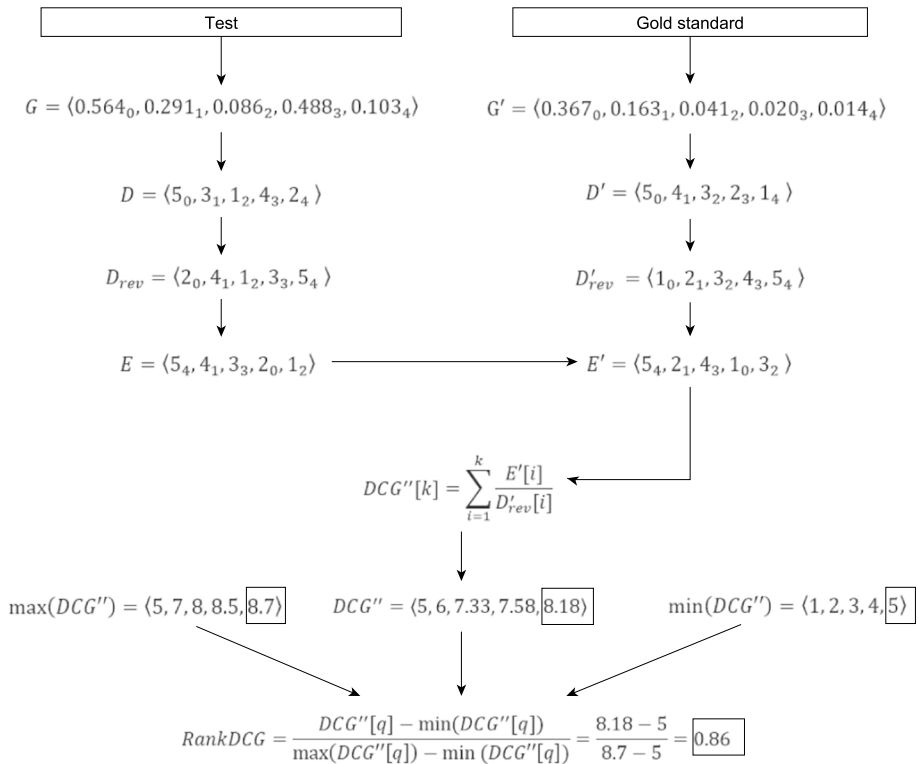 Test
Gold standard
G = ⟨0.564₀, 0.291₁, 0.086₂, 0.488₃, 0.103₄⟩
G′ = ⟨0.367₀, 0.163₁, 0.041₂, 0.020₃, 0.014₄⟩
D = ⟨5₀, 3₁, 1₂, 4₃, 2₄ ⟩
D′ = ⟨5₀, 4₁, 3₂, 2₃, 1₄ ⟩
D_rev = ⟨2₀, 4₁, 1₂, 3₃, 5₄ ⟩
D′_rev = ⟨1₀, 2₁, 3₂, 4₃, 5₄ ⟩
E = ⟨5₄, 4₁, 3₃, 2₀, 1₂⟩
E′ = ⟨5₄, 2₁, 4₃, 1₀, 3₂ ⟩
DCG″[k] = ∑_{i=1}^{k} E′[i] / D′_rev[i]
max(DCG″) = ⟨5, 7, 8, 8.5, 8.7⟩
DCG″ = ⟨5, 6, 7.33, 7.58, 8.18⟩
min(DCG″) = ⟨1, 2, 3, 4, 5⟩
RankDCG = (DCG″[q] − min(DCG″[q])) / (max(DCG″[q]) − min (DCG″[q])) = (8.18 − 5) / (8.7 − 5) = 0.86